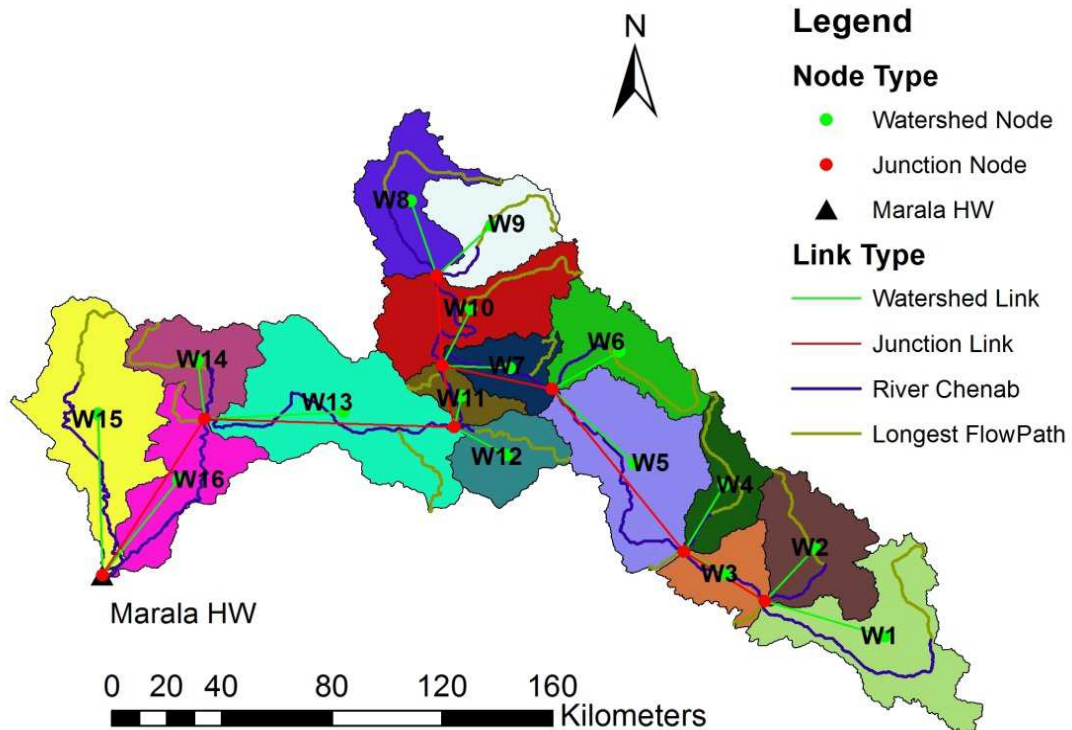 Legend
N
Node Type
Watershed Node
Junction Node
Marala HW
Link Type
Watershed Link
Junction Link
River Chenab
Longest FlowPath
W8
W9
W10
W6
W14
W7
W13
W11
W15
W12
W5
W16
W4
W2
W3
W1
Marala HW
0 20 40 80 120 160
Kilometers